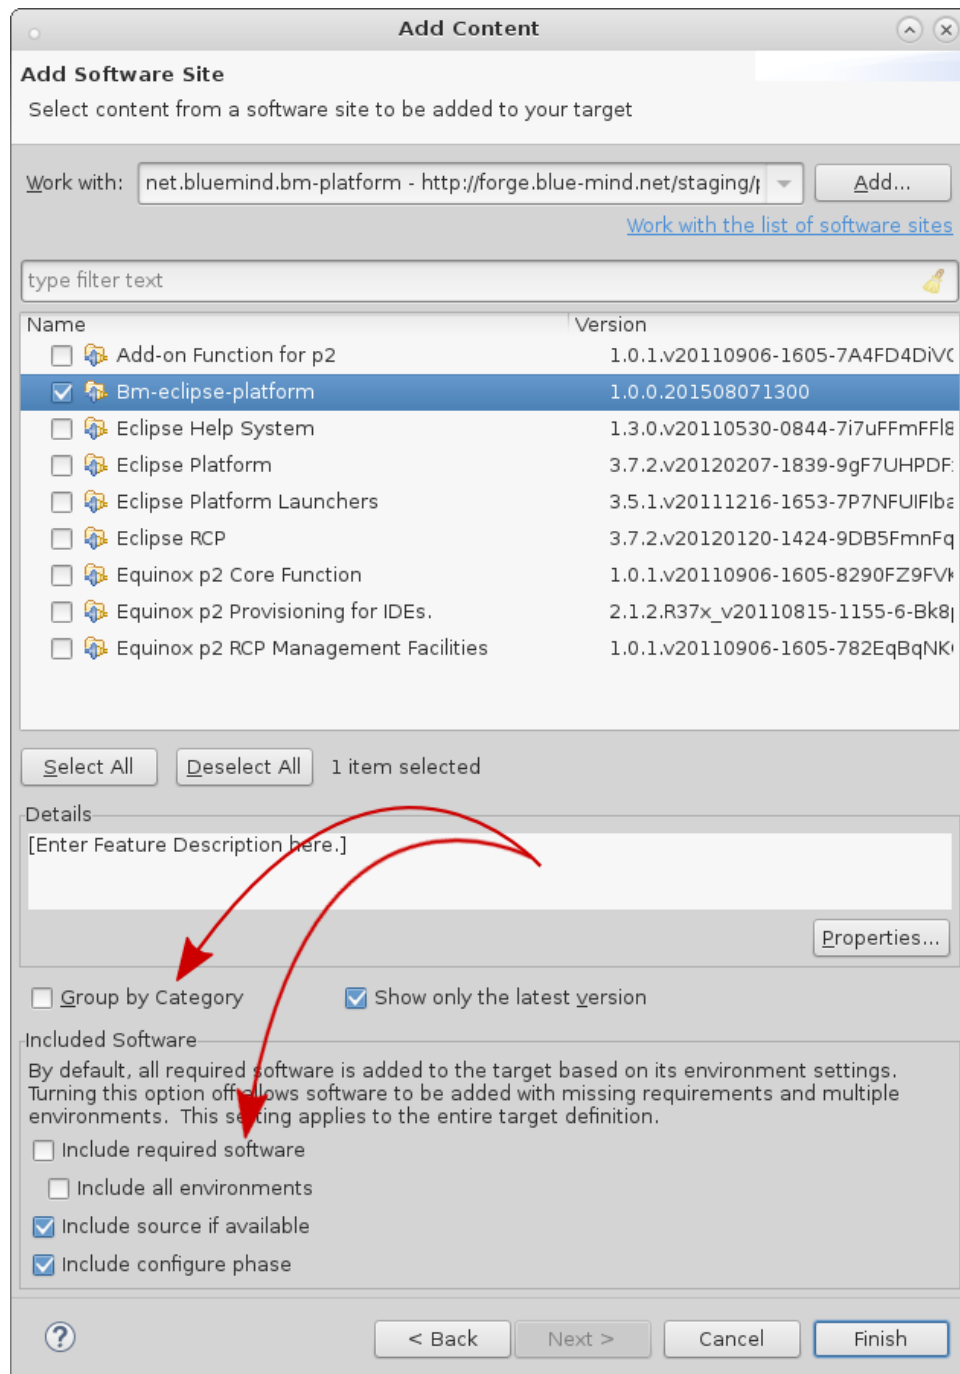 Add Content
Add Software Site
Select content from a software site to be added to your target
Work with: net.bluemind.bm-platform - http://forge.blue-mind.net/staging/p Add...
Work with the list of software sites
type filter text
Name Version
Add-on Function for p2 1.0.1.v20110906-1605-7A4FD4DiV
Bm-eclipse-platform 1.0.0.201508071300
Eclipse Help System 1.3.0.v20110530-0844-7i7uFFmFFl8
Eclipse Platform 3.7.2.v20120207-1839-9gF7UHPDF
Eclipse Platform Launchers 3.5.1.v20111216-1653-7P7NFUIFIba
Eclipse RCP 3.7.2.v20120120-1424-9DB5FmnFq
Equinox p2 Core Function 1.0.1.v20110906-1605-8290FZ9FV
Equinox p2 Provisioning for IDEs. 2.1.2.R37x_v20110815-1155-6-Bk8
Equinox p2 RCP Management Facilities 1.0.1.v20110906-1605-782EqBqNK
Select All Deselect All 1 item selected
Details
[Enter Feature Description here.]
Properties...
Group by Category Show only the latest version
Included Software
By default, all required software is added to the target based on its environment settings.
Turning this option off allows software to be added with missing requirements and multiple
environments. This setting applies to the entire target definition.
Include required software
Include all environments
Include source if available
Include configure phase
? < Back Next > Cancel Finish